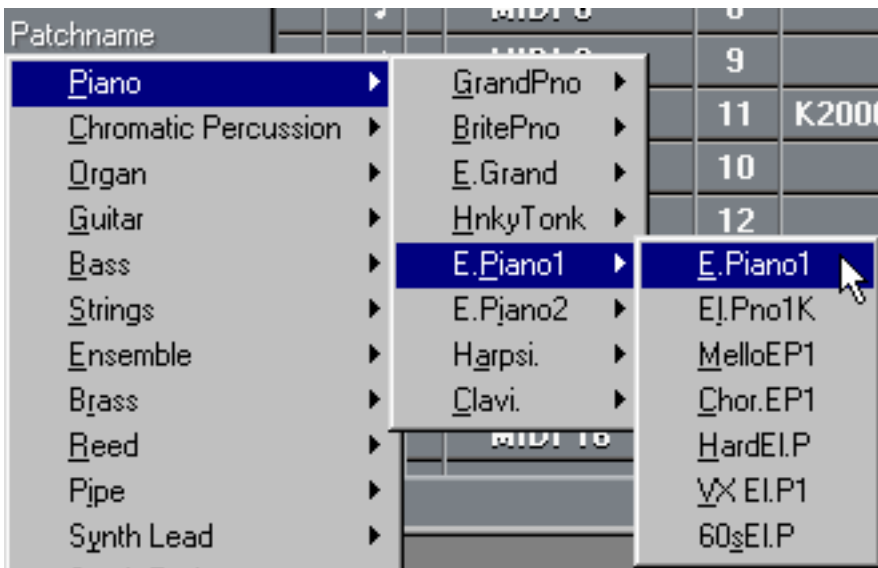 Patchname
Piano
Chromatic Percussion
Organ
Guitar
Bass
Strings
Ensemble
Brass
Reed
Pipe
Synth Lead
GrandPno
BritePno
E.Grand
HnkyTonk
E.Piano1
E.Piano2
Harpsi.
Clavi.
E.Piano1
El.Pno1K
MelloEP1
Chor.EP1
HardEl.P
VX El.P1
60sEl.P
9
11 K2000
10
12
MIDI 16